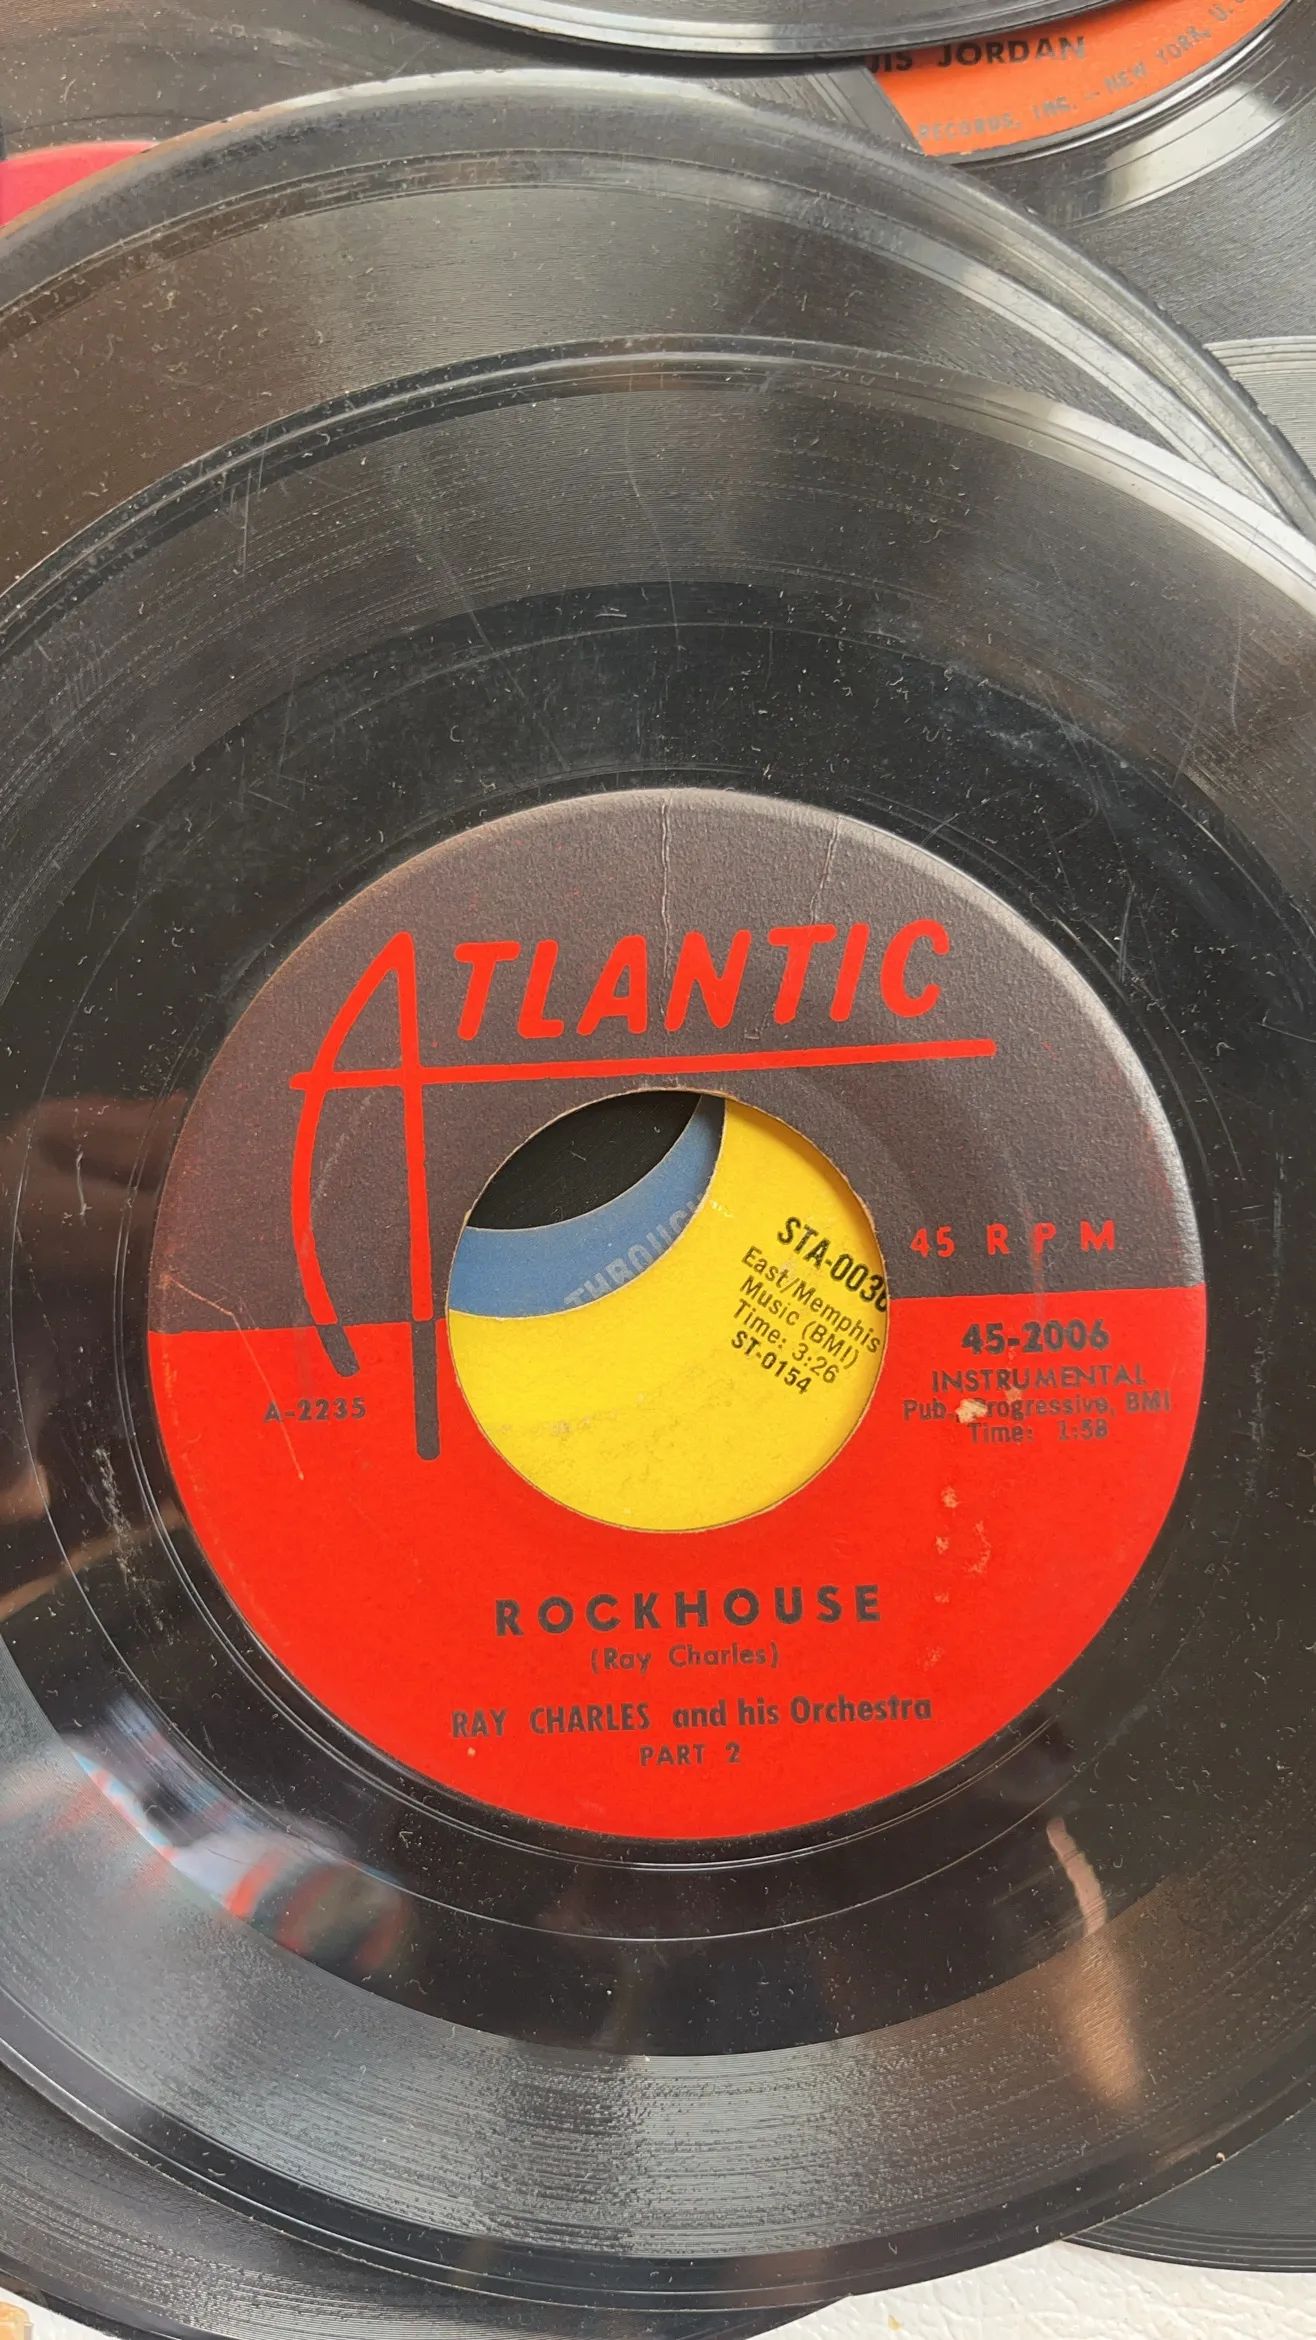 JORDAN
RECORDS, INC. - NEW YORK, U.S.
ATLANTIC
45 RPM
45-2006
INSTRUMENTAL
Pub., Progressive, BMI
Time: 1:58
A-2235
THROUGH
STA-003
East/Memphis
Music (BMI)
Time: 3:26
ST-0154
ROCKHOUSE
(Ray Charles)
RAY CHARLES and his Orchestra
PART 2